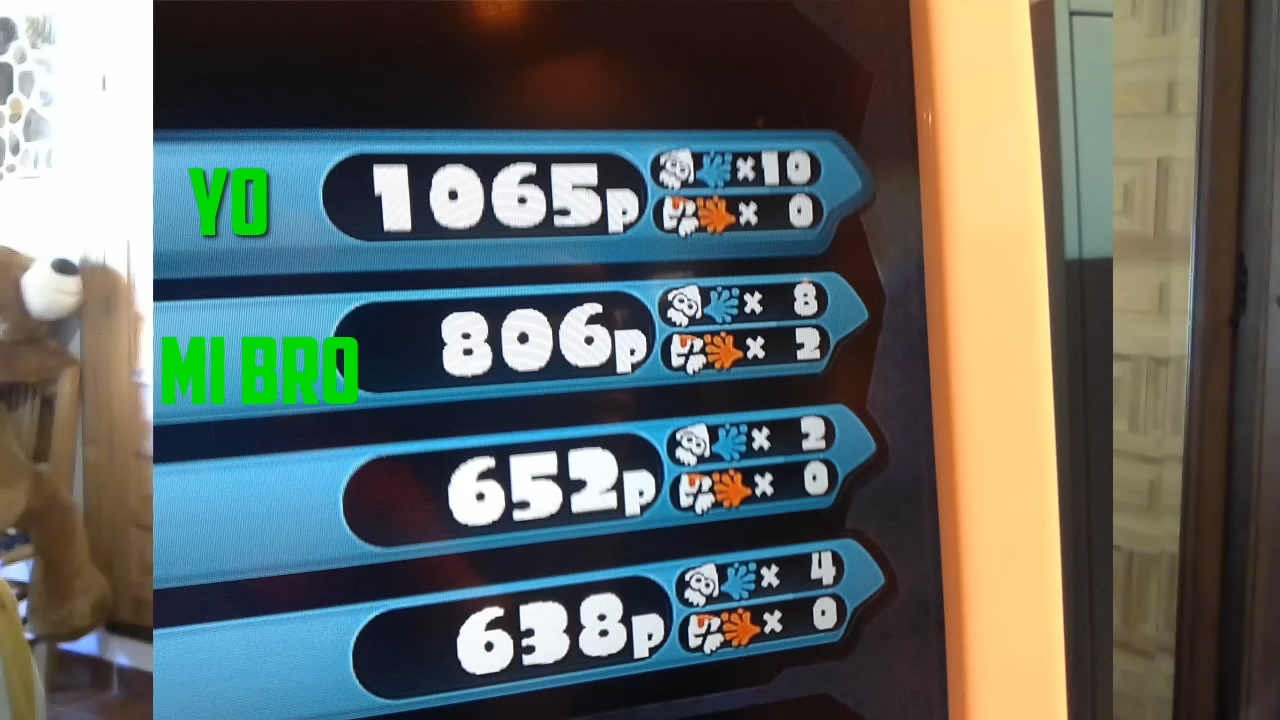 YO 1065p ×10
×0
MI BRO 806p ×8
×2
652p ×2
×0
638p ×4
×0